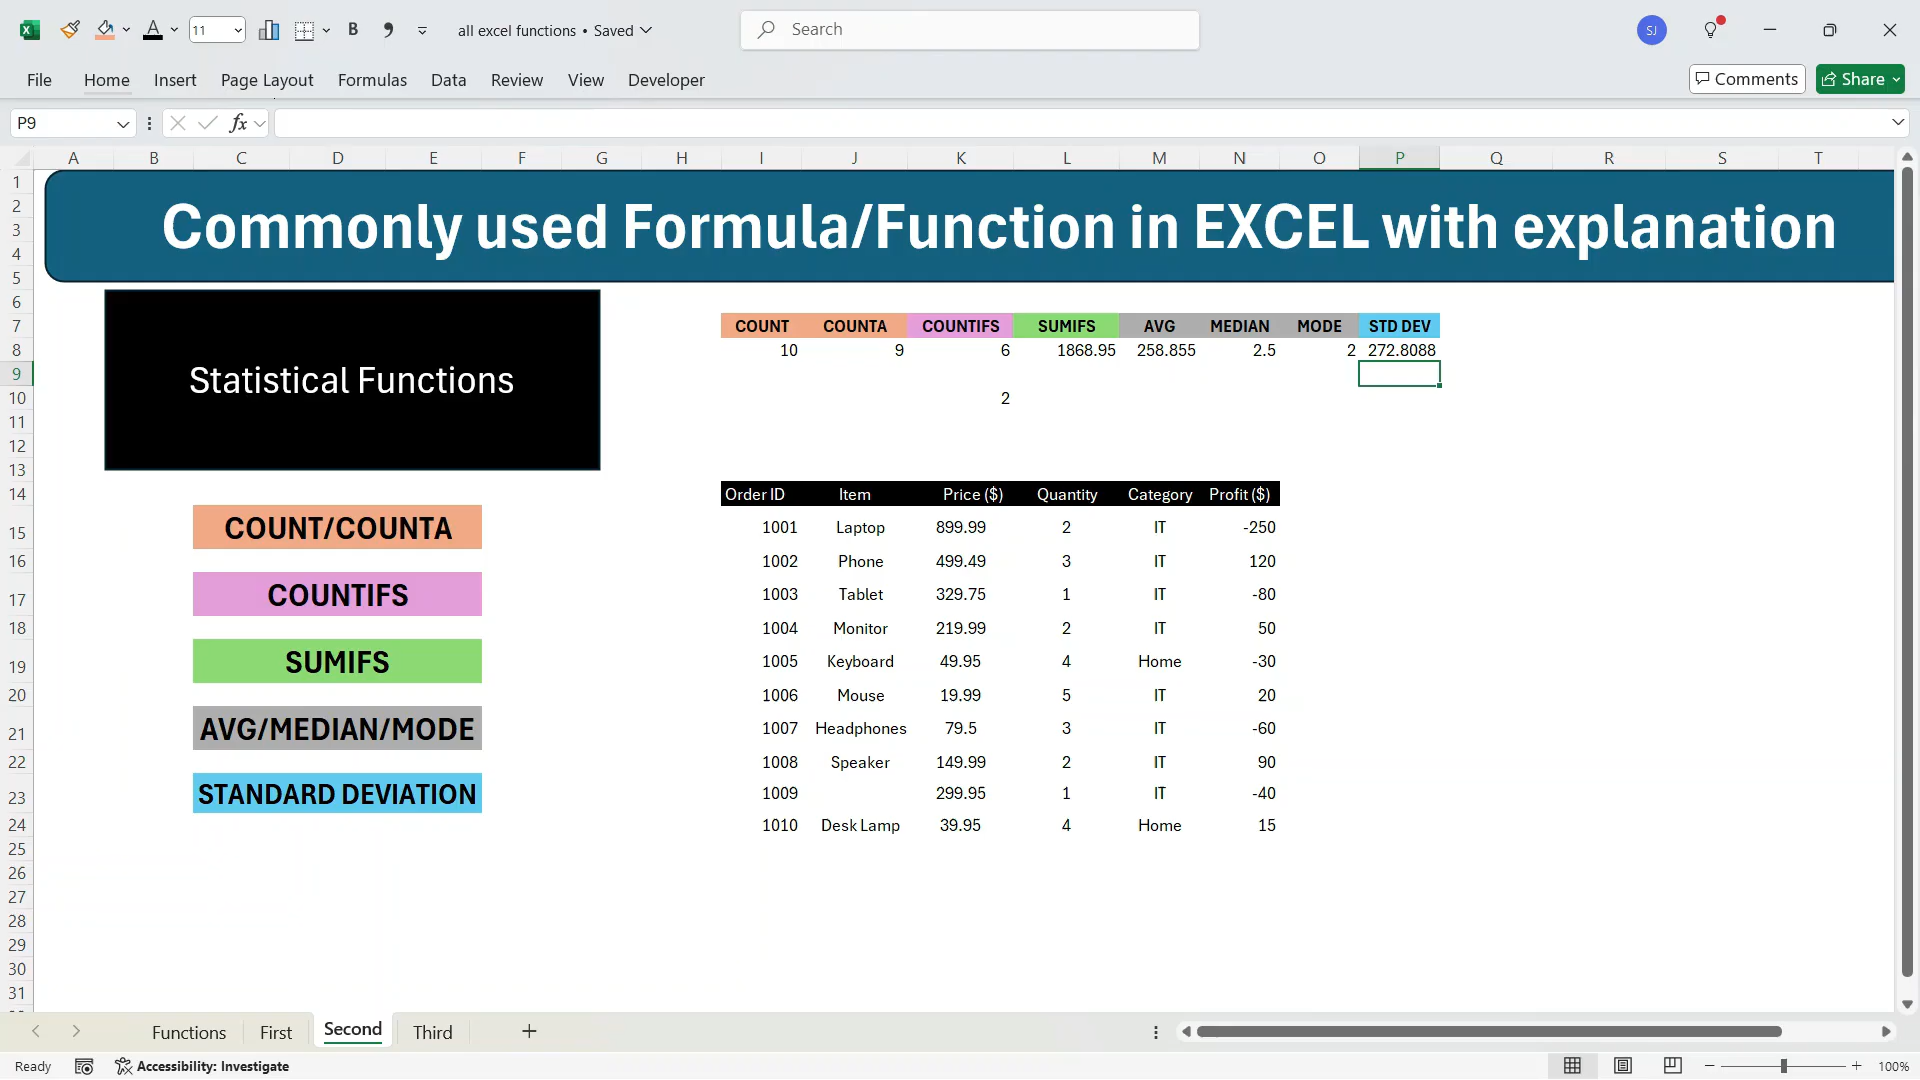 11
B
all excel functions • Saved
Search
SJ
File Home Insert Page Layout Formulas Data Review View Developer
Comments Share
P9
fx
A B C D E F G H I J K L M N O P Q R S T
Commonly used Formula/Function in EXCEL with explanation
Statistical Functions
COUNT/COUNTA
COUNTIFS
SUMIFS
AVG/MEDIAN/MODE
STANDARD DEVIATION
COUNT COUNTA COUNTIFS SUMIFS AVG MEDIAN MODE STD DEV
10 9 6 1868.95 258.855 2.5 2 272.8088
2
Order ID Item Price ($) Quantity Category Profit ($)
1001 Laptop 899.99 2 IT -250
1002 Phone 499.49 3 IT 120
1003 Tablet 329.75 1 IT -80
1004 Monitor 219.99 2 IT 50
1005 Keyboard 49.95 4 Home -30
1006 Mouse 19.99 5 IT 20
1007 Headphones 79.5 3 IT -60
1008 Speaker 149.99 2 IT 90
1009 299.95 1 IT -40
1010 Desk Lamp 39.95 4 Home 15
1
2
3
4
5
6
7
8
9
10
11
12
13
14
15
16
17
18
19
20
21
22
23
24
25
26
27
28
29
30
31
Functions First Second Third
Ready Accessibility: Investigate
100%